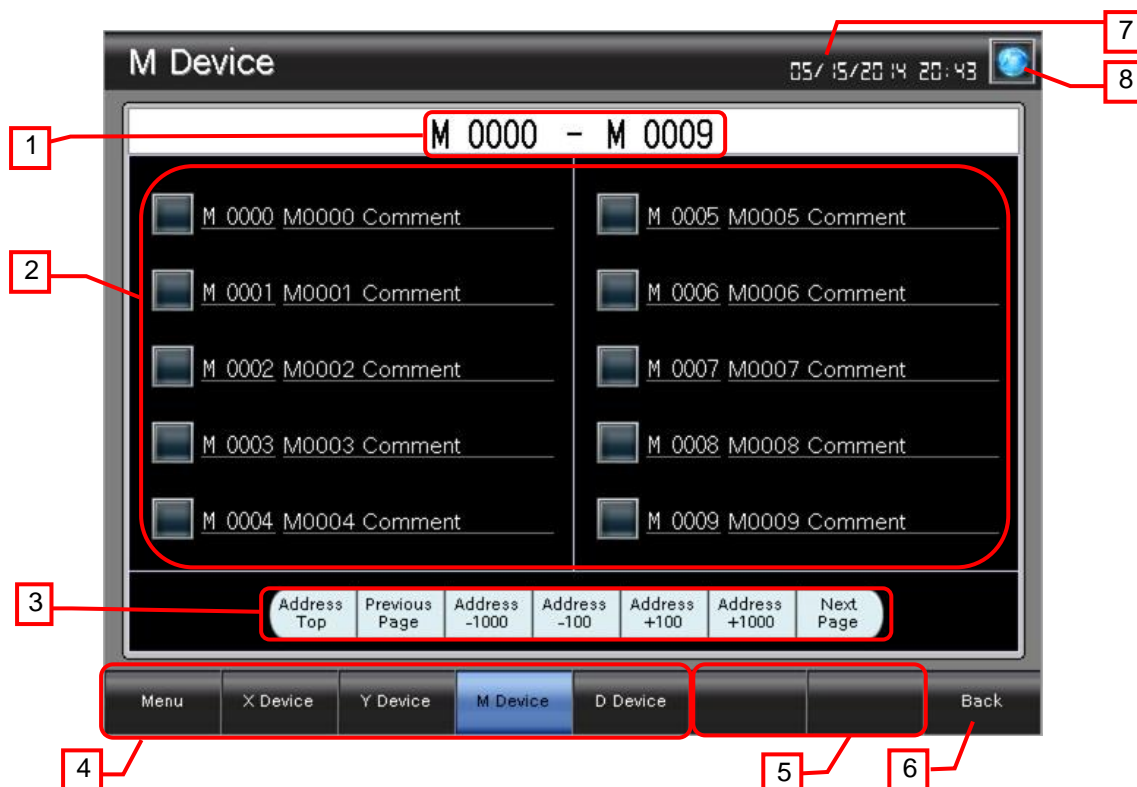 7
M Device
05/15/2014 20:43
8
1
M 0000 - M 0009
2
M 0000 M0000 Comment
M 0005 M0005 Comment
M 0001 M0001 Comment
M 0006 M0006 Comment
M 0002 M0002 Comment
M 0007 M0007 Comment
M 0003 M0003 Comment
M 0008 M0008 Comment
M 0004 M0004 Comment
M 0009 M0009 Comment
3
Address
Top
Previous
Page
Address
-1000
Address
-100
Address
+100
Address
+1000
Next
Page
Menu
X Device
Y Device
M Device
D Device
Back
4
5
6